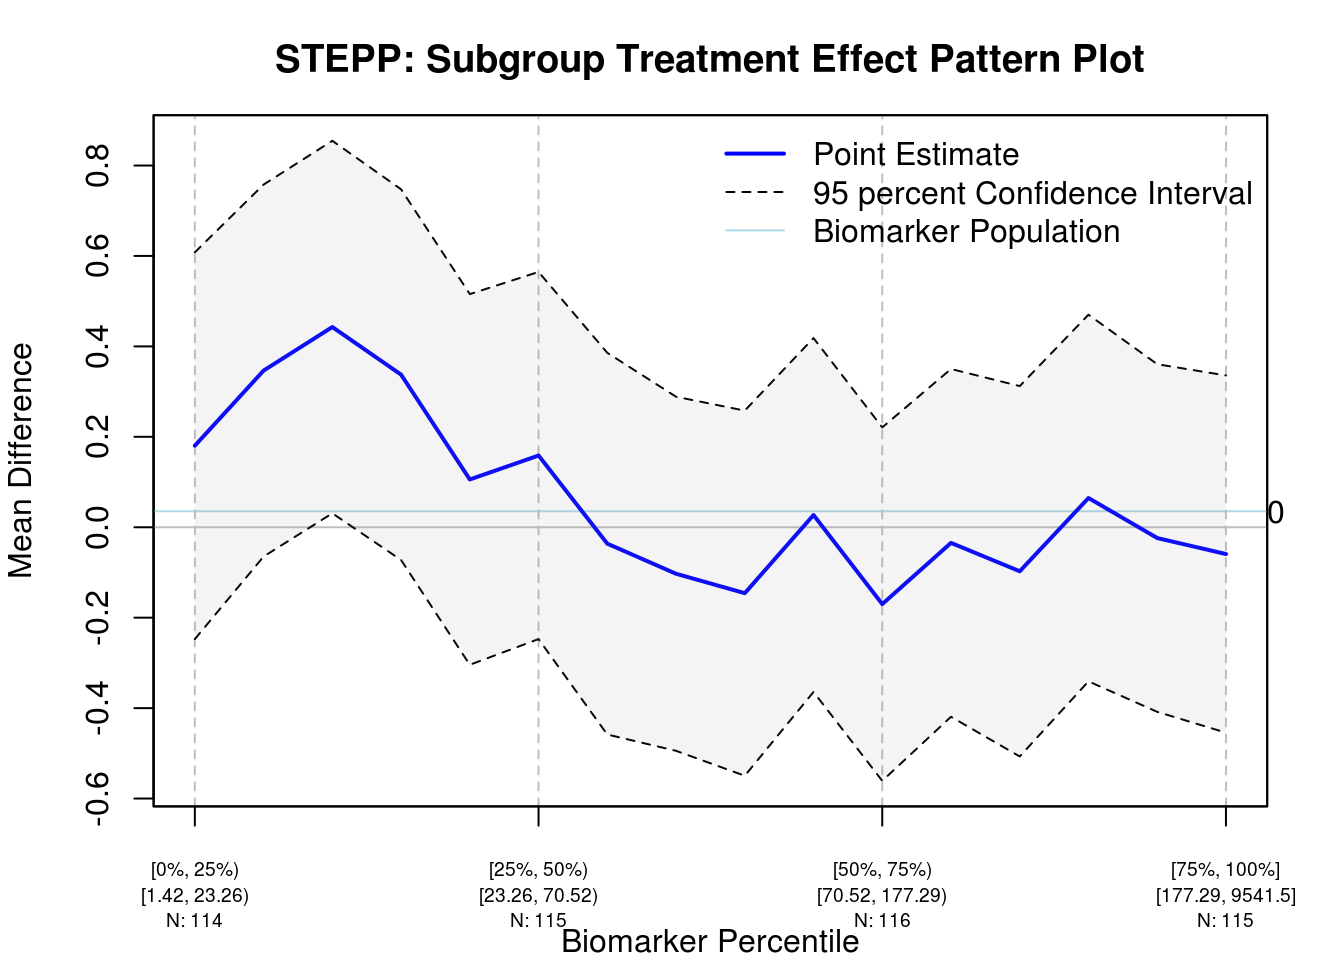 STEPP: Subgroup Treatment Effect Pattern Plot
Point Estimate
95 percent Confidence Interval
Biomarker Population
Mean Difference
0.8
0.6
0.4
0.2
0.0
-0.2
-0.4
-0.6
0
[0%, 25%) [25%, 50%) [50%, 75%) [75%, 100%]
[1.42, 23.26) [23.26, 70.52) [70.52, 177.29) [177.29, 9541.5]
N: 114 N: 115 N: 116 N: 115
Biomarker Percentile